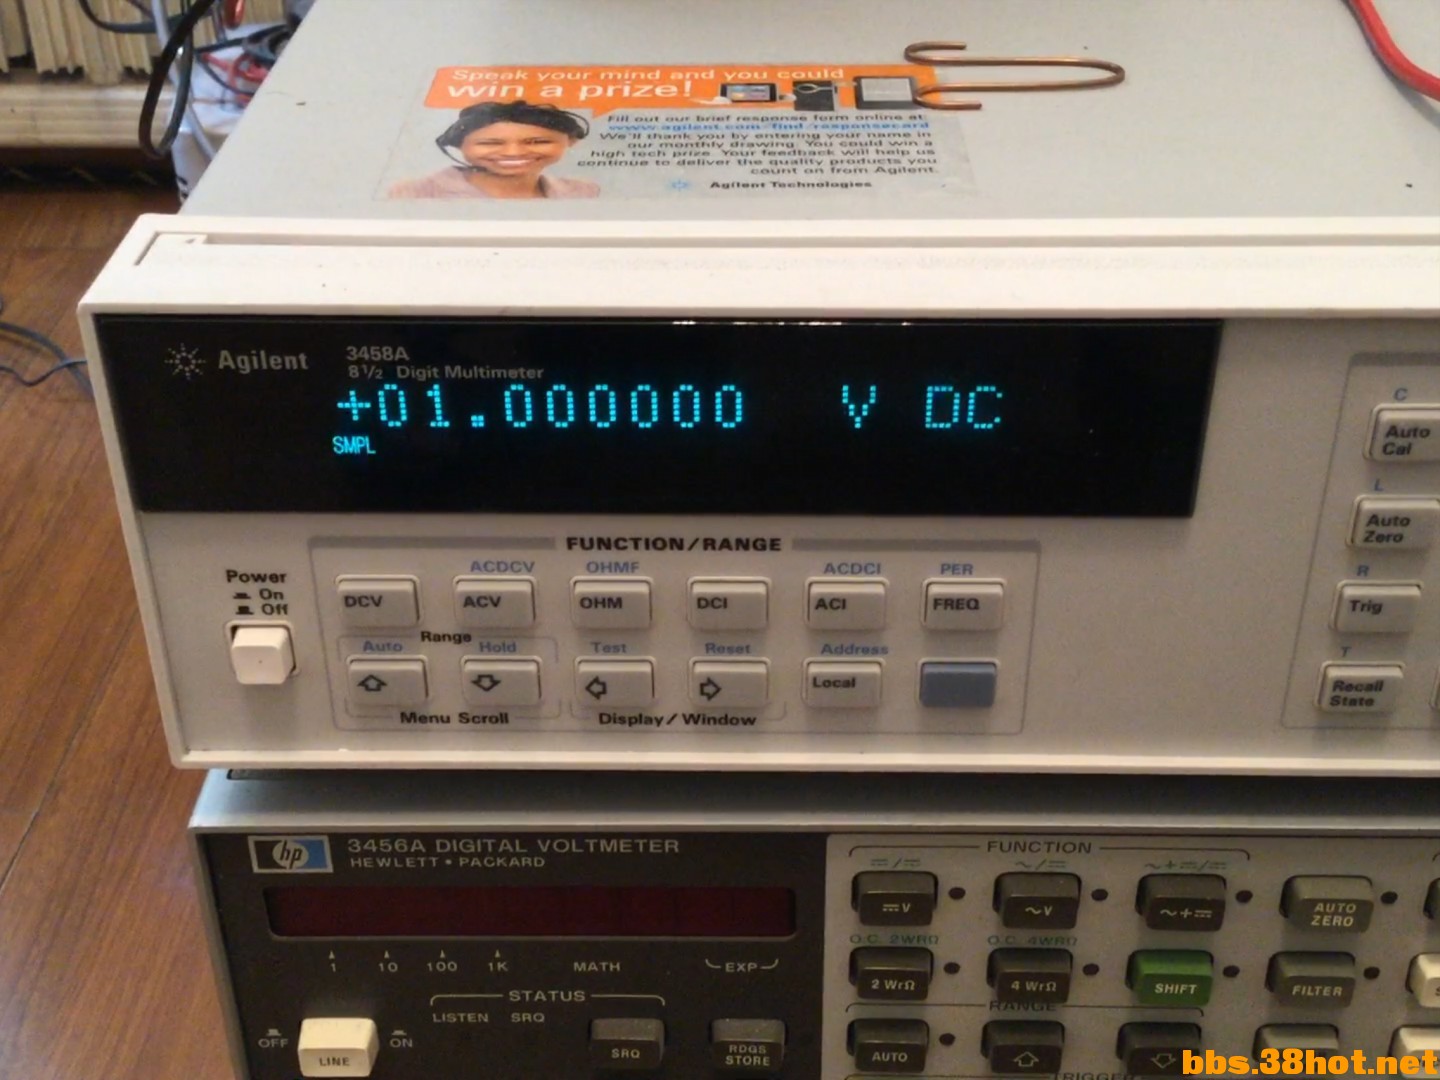 Speak your mind and you could
win a prize!
Fill out our brief response form online at:
www.agilent.com/find/responsecard
We'll thank you by entering your name in
our monthly drawing. You could win a
high tech prize. Your feedback will help us
continue to deliver the quality products you
count on from Agilent.
Agilent Technologies
Agilent 3458A
8½ Digit Multimeter
+01.000000 V DC
SMPL
C
Auto Cal
L
Auto Zero
R
Trig
T
Recall State
FUNCTION/RANGE
Power
On
Off
ACDCV OHMF ACDCI PER
DCV ACV OHM DCI ACI FREQ
Range
Auto Hold Test Reset Address
Local
Menu Scroll Display/Window
hp 3456A DIGITAL VOLTMETER
HEWLETT • PACKARD
1 10 100 1K MATH EXP
STATUS
LISTEN SRQ
OFF LINE ON SRQ RDGS STORE
FUNCTION
⎓V ~V ~+⎓ AUTO ZERO
O.C. 2WRΩ O.C. 4WRΩ
2 WrΩ 4 WrΩ SHIFT FILTER
RANGE
AUTO
TRIGGER
bbs.38hot.net